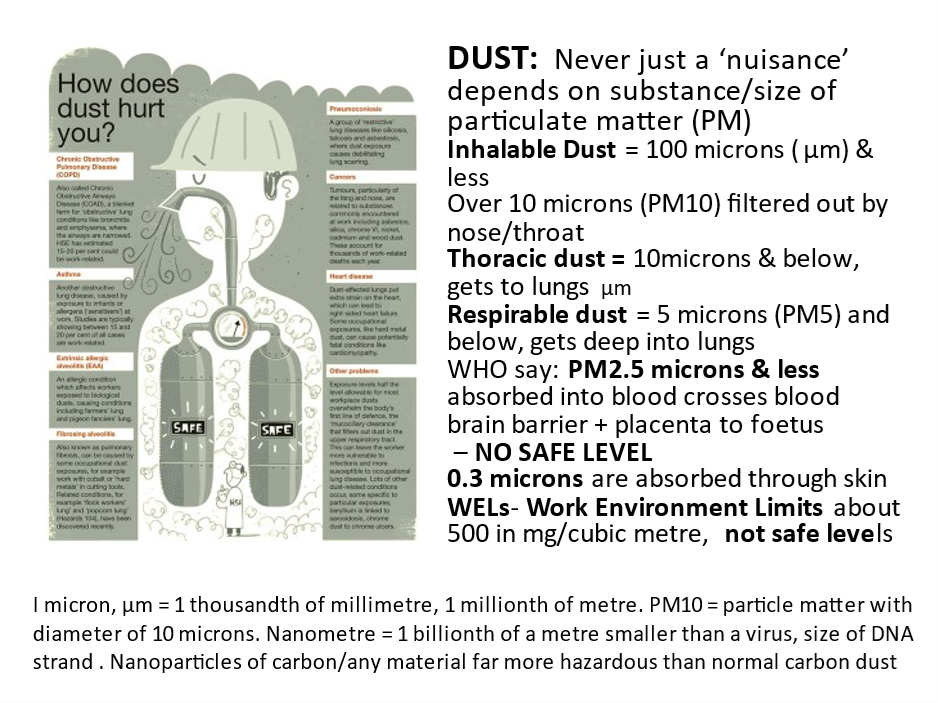 How does
dust hurt
you?
Chronic Obstructive
Pulmonary Disease
(COPD)
Also called Chronic
Obstructive Airways
Disease (COAD), a blanket
term for 'obstructive' lung
conditions like bronchitis
and emphysema, where
the airways are narrowed.
HSE has estimated
15-20 per cent could
be work-related.
Asthma
Another obstructive
lung disease, caused by
exposure to irritants or
allergens ('sensitisers') at
work. Studies are typically
showing between 15 and
20 per cent of all cases
are work-related.
Extrinsic allergic
alveolitis (EAA)
An allergic condition
which affects workers
exposed to biological
dusts, causing conditions
including farmers' lung
and pigeon fanciers' lung.
Fibrosing alveolitis
Also known as pulmonary
fibrosis, can be caused by
some occupational dust
exposures, for example
work with cobalt or 'hard
metals' in cutting tools.
Related conditions, for
example 'flock workers'
lung' and 'popcorn lung'
(Hazards 104), have been
discovered recently.
SAFE
SAFE
HSE
Pneumoconiosis
A group of 'restrictive'
lung diseases like silicosis,
talcosis and asbestosis,
where dust exposure
causes debilitating
lung scarring.
Cancers
Tumours, particularly of
the lung and nose, are
related to substances
commonly encountered
at work including asbestos,
silica, chrome VI, nickel,
cadmium and wood dust.
These account for
thousands of work-related
deaths each year.
Heart disease
Dust-affected lungs put
extra strain on the heart,
which can lead to
right-sided heart failure.
Some occupational
exposures, like hard metal
dust, can cause potentially
fatal conditions like
cardiomyopathy.
Other problems
Exposure levels half the
level allowable for most
workplace dusts
overwhelm the body's
first line of defence, the
'mucociliary clearance'
that filters out dust in the
upper respiratory tract.
This can leave the worker
more vulnerable to
infections and more
susceptible to occupational
lung disease. Lots of other
dust-related conditions
occur, some specific to
particular exposures;
beryllium is linked to
sarcoidosis, chrome
dust to chrome ulcers.
DUST: Never just a ‘nuisance’
depends on substance/size of
particulate matter (PM)
Inhalable Dust = 100 microns ( μm) &
less
Over 10 microns (PM10) filtered out by
nose/throat
Thoracic dust = 10microns & below,
gets to lungs μm
Respirable dust = 5 microns (PM5) and
below, gets deep into lungs
WHO say: PM2.5 microns & less
absorbed into blood crosses blood
brain barrier + placenta to foetus
– NO SAFE LEVEL
0.3 microns are absorbed through skin
WELs- Work Environment Limits about
500 in mg/cubic metre, not safe levels
I micron, μm = 1 thousandth of millimetre, 1 millionth of metre. PM10 = particle matter with
diameter of 10 microns. Nanometre = 1 billionth of a metre smaller than a virus, size of DNA
strand . Nanoparticles of carbon/any material far more hazardous than normal carbon dust